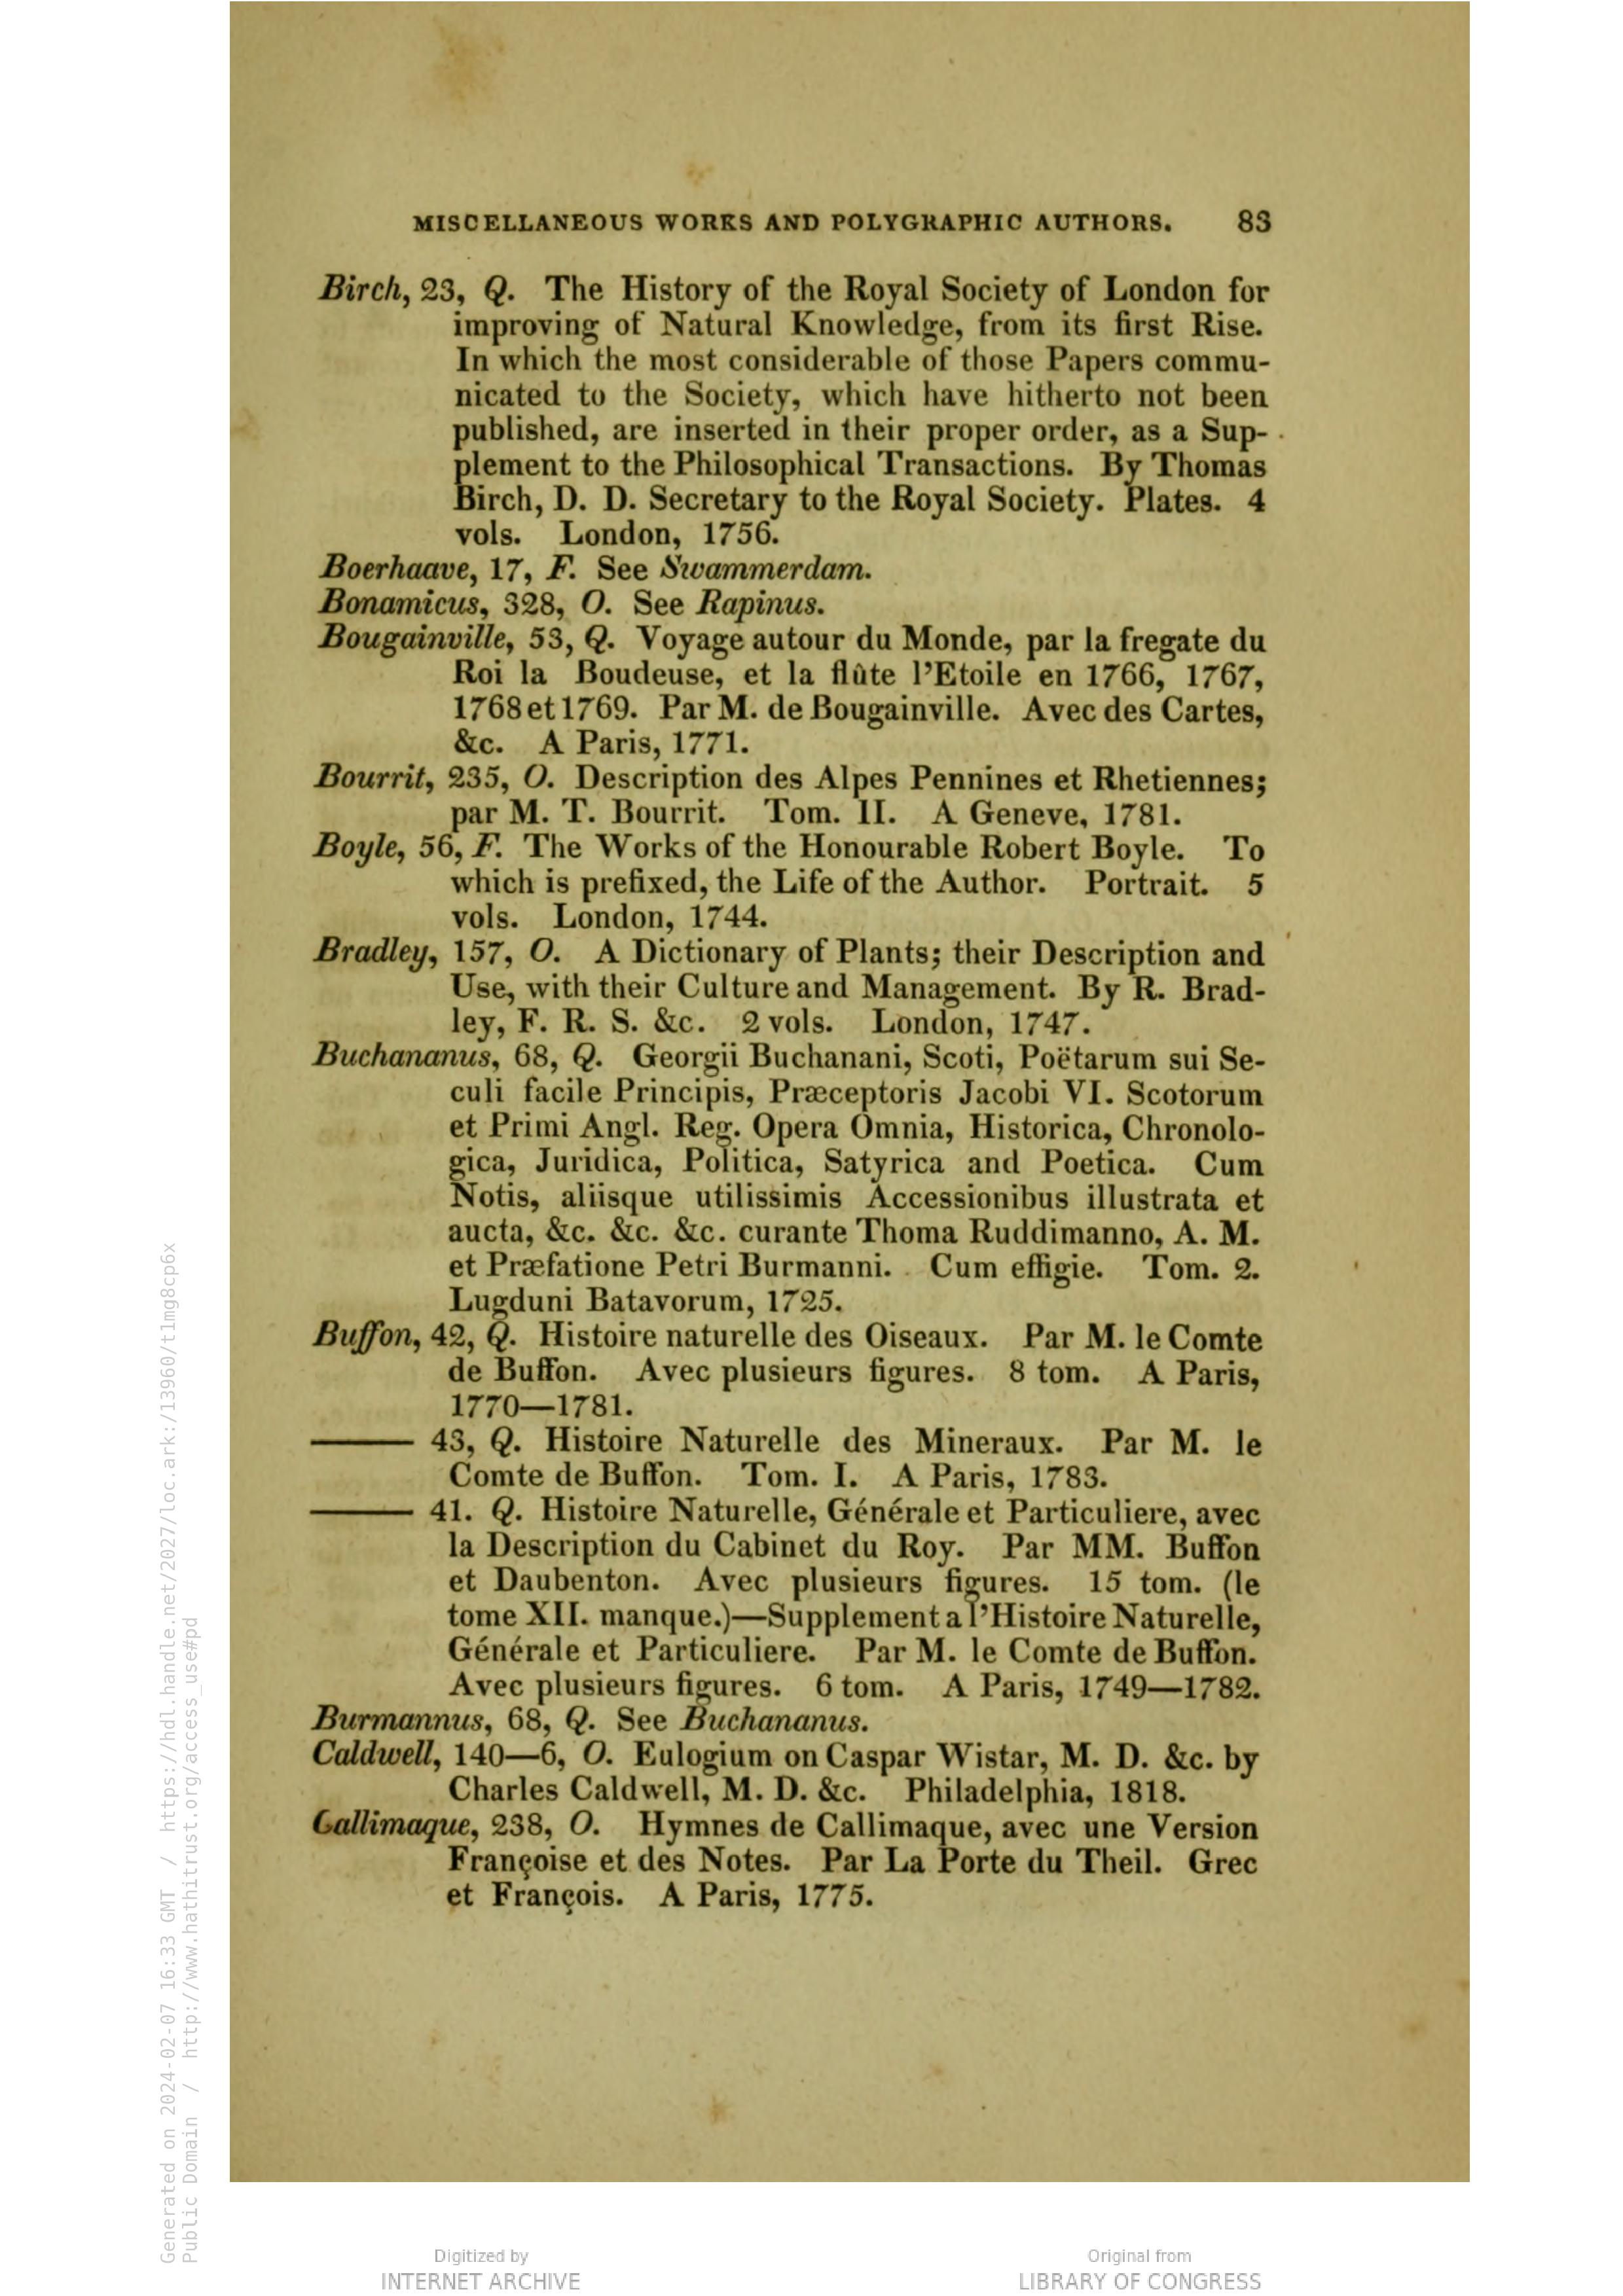 MISCELLANEOUS WORKS AND POLYGRAPHIC AUTHORS. 83
Birch, 23, Q. The History of the Royal Society of London for
improving of Natural Knowledge, from its first Rise.
In which the most considerable of those Papers commu-
nicated to the Society, which have hitherto not been
published, are inserted in their proper order, as a Sup-
plement to the Philosophical Transactions. By Thomas
Birch, D. D. Secretary to the Royal Society. Plates. 4
vols. London, 1756.
Boerhaave, 17, F. See Swammerdam.
Bonamicus, 328, O. See Rapinus.
Bougainville, 53, Q. Voyage autour du Monde, par la fregate du
Roi la Boudeuse, et la flûte l'Etoile en 1766, 1767,
1768 et 1769. Par M. de Bougainville. Avec des Cartes,
&c. A Paris, 1771.
Bourrit, 235, O. Description des Alpes Pennines et Rhetiennes;
par M. T. Bourrit. Tom. II. A Geneve, 1781.
Boyle, 56, F. The Works of the Honourable Robert Boyle. To
which is prefixed, the Life of the Author. Portrait. 5
vols. London, 1744.
Bradley, 157, O. A Dictionary of Plants; their Description and
Use, with their Culture and Management. By R. Brad-
ley, F. R. S. &c. 2 vols. London, 1747.
Buchananus, 68, Q. Georgii Buchanani, Scoti, Poëtarum sui Se-
culi facile Principis, Præceptoris Jacobi VI. Scotorum
et Primi Angl. Reg. Opera Omnia, Historica, Chronolo-
gica, Juridica, Politica, Satyrica and Poetica. Cum
Notis, aliisque utilissimis Accessionibus illustrata et
aucta, &c. &c. &c. curante Thoma Ruddimanno, A. M.
et Præfatione Petri Burmanni. Cum effigie. Tom. 2.
Lugduni Batavorum, 1725.
Buffon, 42, Q. Histoire naturelle des Oiseaux. Par M. le Comte
de Buffon. Avec plusieurs figures. 8 tom. A Paris,
1770—1781.
——— 43, Q. Histoire Naturelle des Mineraux. Par M. le
Comte de Buffon. Tom. I. A Paris, 1783.
——— 41. Q. Histoire Naturelle, Générale et Particuliere, avec
la Description du Cabinet du Roy. Par MM. Buffon
et Daubenton. Avec plusieurs figures. 15 tom. (le
tome XII. manque.)—Supplement a l'Histoire Naturelle,
Générale et Particuliere. Par M. le Comte de Buffon.
Avec plusieurs figures. 6 tom. A Paris, 1749—1782.
Burmannus, 68, Q. See Buchananus.
Caldwell, 140—6, O. Eulogium on Caspar Wistar, M. D. &c. by
Charles Caldwell, M. D. &c. Philadelphia, 1818.
Callimaque, 238, O. Hymnes de Callimaque, avec une Version
Françoise et des Notes. Par La Porte du Theil. Grec
et François. A Paris, 1775.
Generated on 2024-02-07 16:33 GMT / https://hdl.handle.net/2027/loc.ark:/13960/t1mg8cp6x
Public Domain / http://www.hathitrust.org/access_use#pd
Digitized by
INTERNET ARCHIVE
Original from
LIBRARY OF CONGRESS